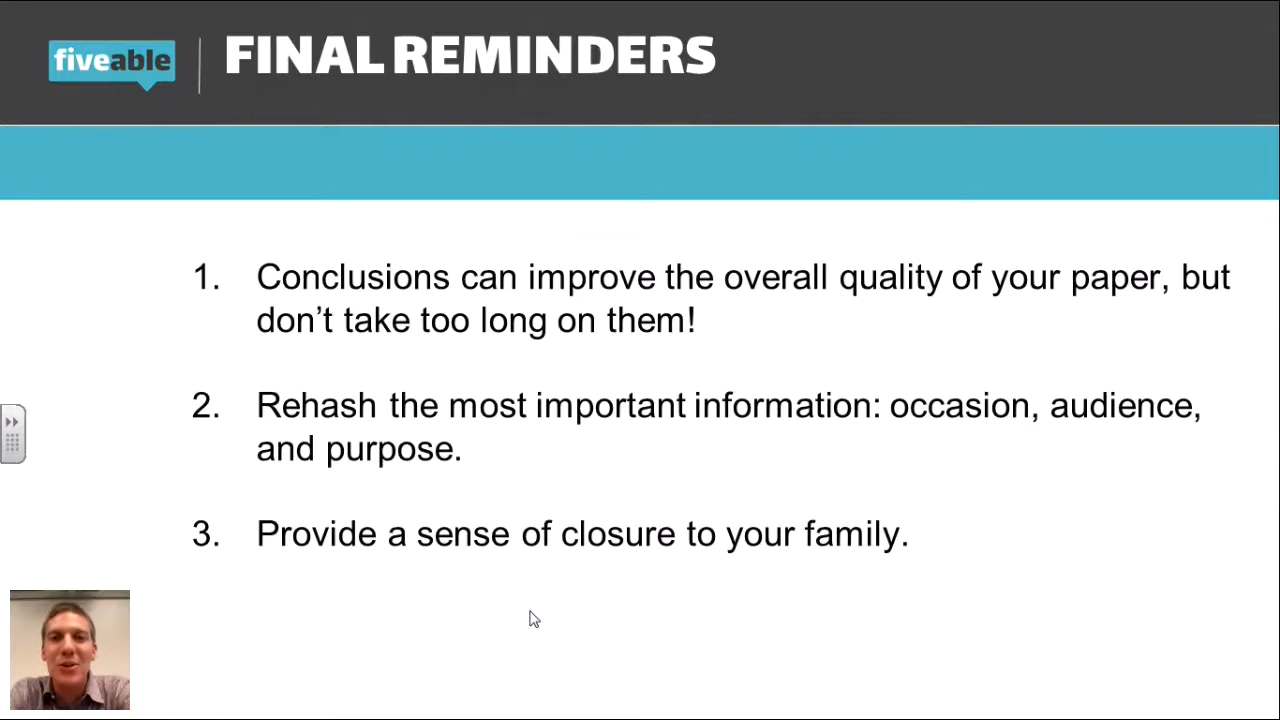 fiveable
FINAL REMINDERS
1. Conclusions can improve the overall quality of your paper, but
don't take too long on them!
2. Rehash the most important information: occasion, audience,
and purpose.
3. Provide a sense of closure to your family.